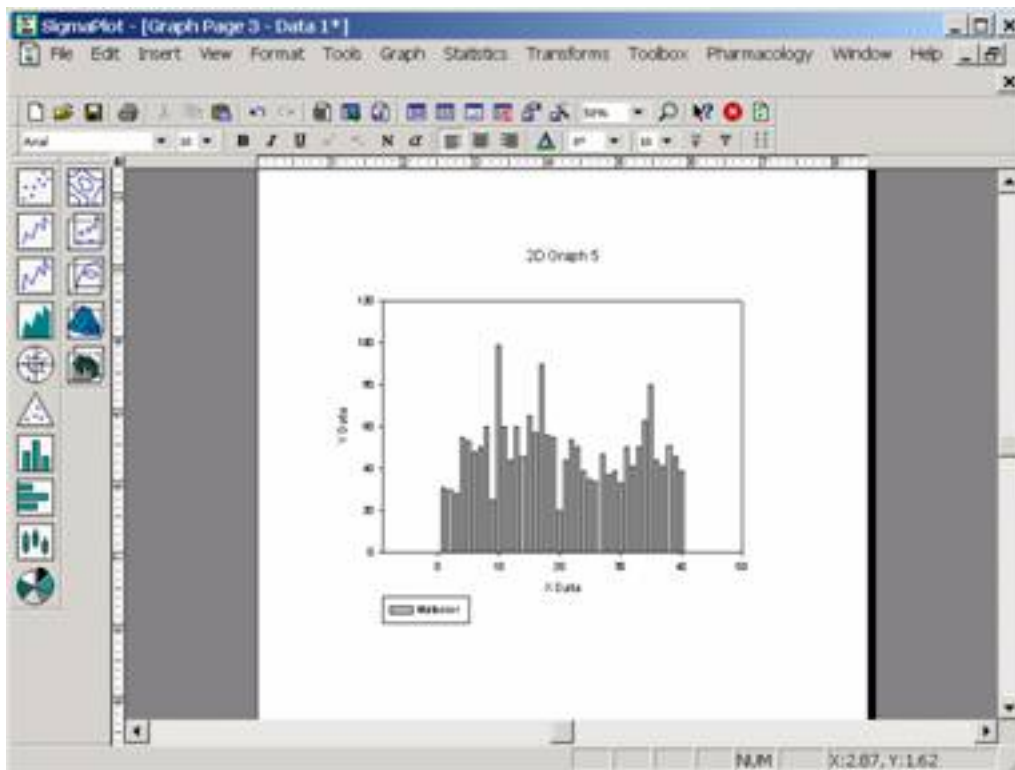 SigmaPlot - [Graph Page 3 - Data 1*]
File Edit Insert View Format Tools Graph Statistics Transforms Toolbox Pharmacology Window Help
50%
Arial
2D Graph 5
120
100
80
60
40
20
0
Y Data
0 10 20 30 40 50
X Data
NUM X:2.87, Y:1.62